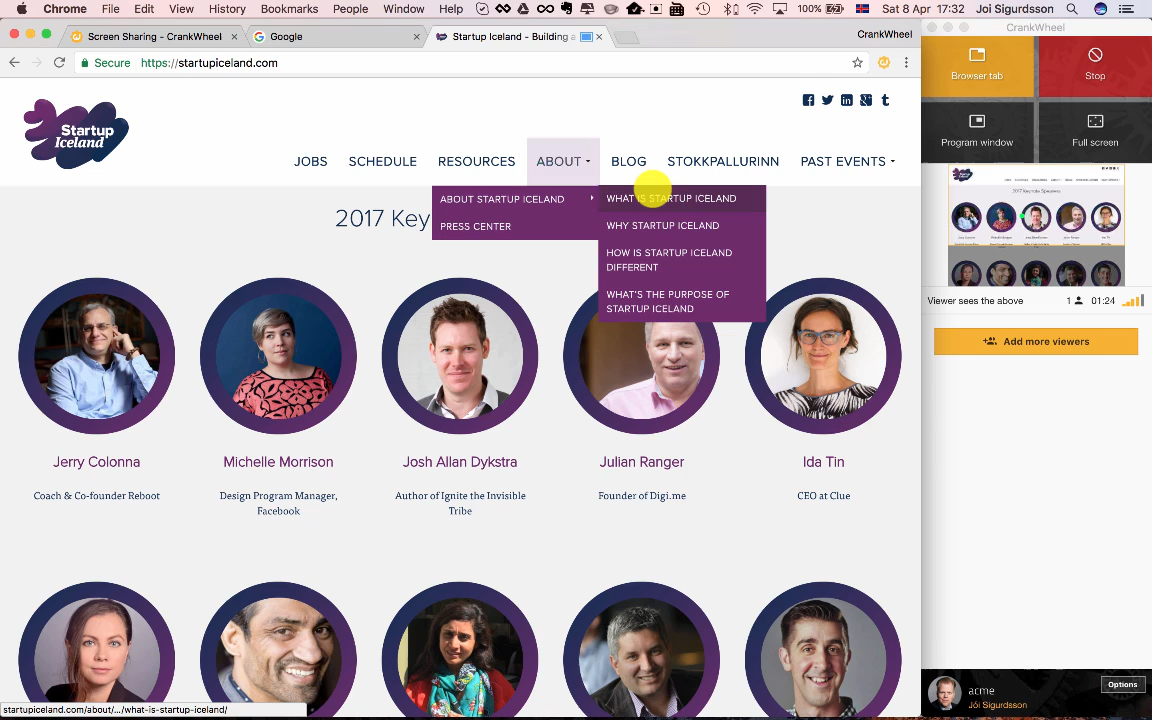 Chrome File Edit View History Bookmarks People Window Help 100% Sat 8 Apr 17:32 Joi Sigurdsson
Screen Sharing - CrankWheel
Google
Startup Iceland - Building a
CrankWheel
Secure https://startupiceland.com
Startup
Iceland
JOBS SCHEDULE RESOURCES ABOUT BLOG STOKKPALLURINN PAST EVENTS
ABOUT STARTUP ICELAND
PRESS CENTER
WHAT IS STARTUP ICELAND
WHY STARTUP ICELAND
HOW IS STARTUP ICELAND
DIFFERENT
WHAT'S THE PURPOSE OF
STARTUP ICELAND
2017 Key
Jerry Colonna
Coach & Co-founder Reboot
Michelle Morrison
Design Program Manager,
Facebook
Josh Allan Dykstra
Author of Ignite the Invisible
Tribe
Julian Ranger
Founder of Digi.me
Ida Tin
CEO at Clue
startupiceland.com/about/.../what-is-startup-iceland/
CrankWheel
Browser tab
Stop
Program window
Full screen
2017 Keynote Speakers
Viewer sees the above 1 01:24
Add more viewers
acme
Jói Sigurdsson
Options